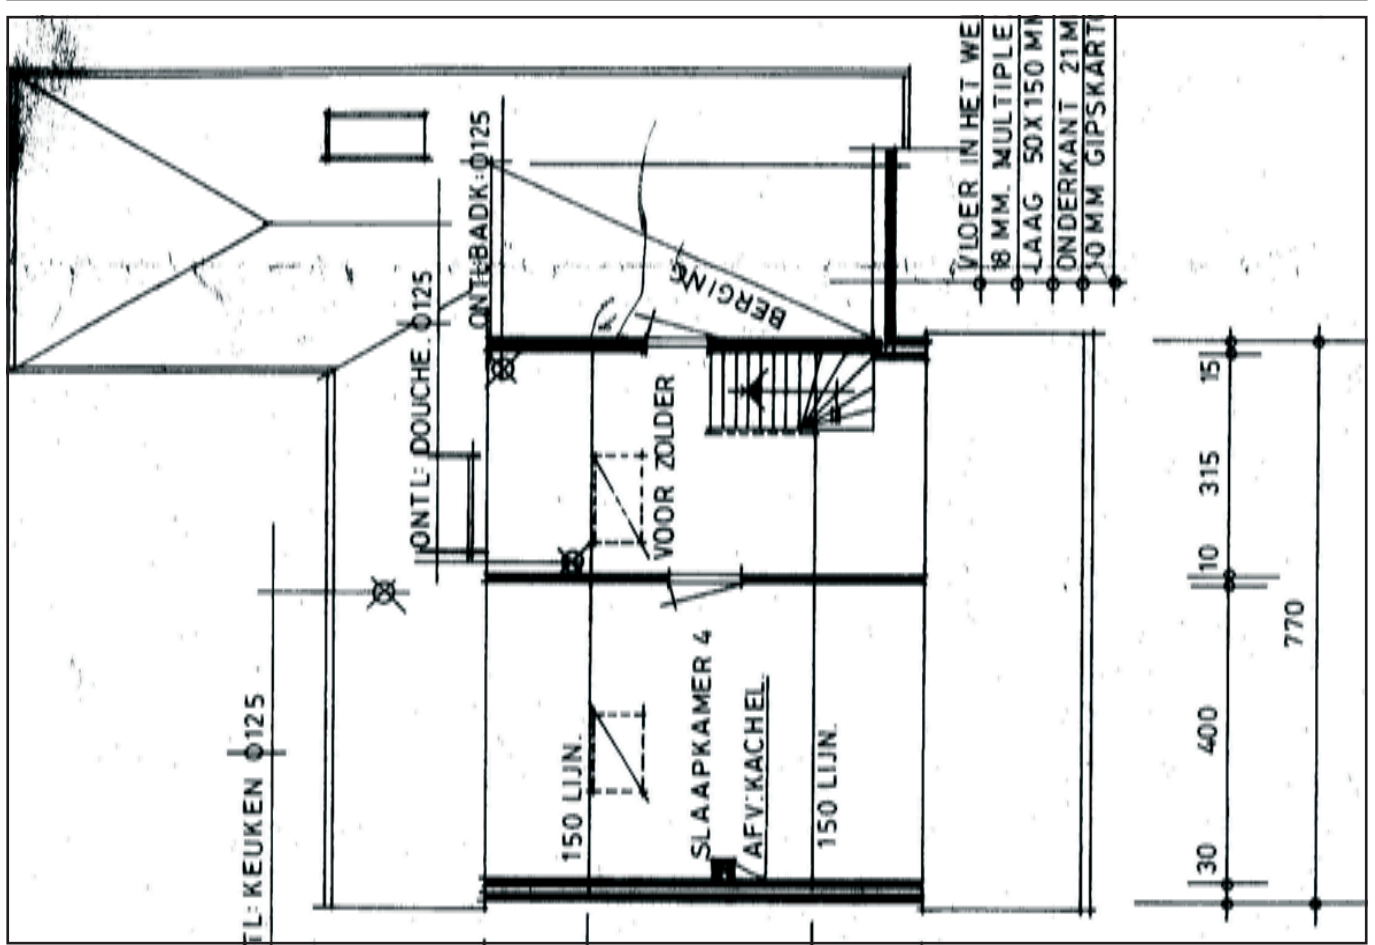 VLOER IN HET WE
18 MM. MULTIPLE
LAAG 50X150 MM
ONDERKANT 21M
10 MM GIPSKART
ONTL: BADK: Ø125
ONTL: DOUCHE. Ø125
TL: KEUKEN Ø125
BERGING
VOOR ZOLDER
SLAAPKAMER 4
AFV: KACHEL.
150 LIJN.
150 LIJN.
15
315
10
400
30
770